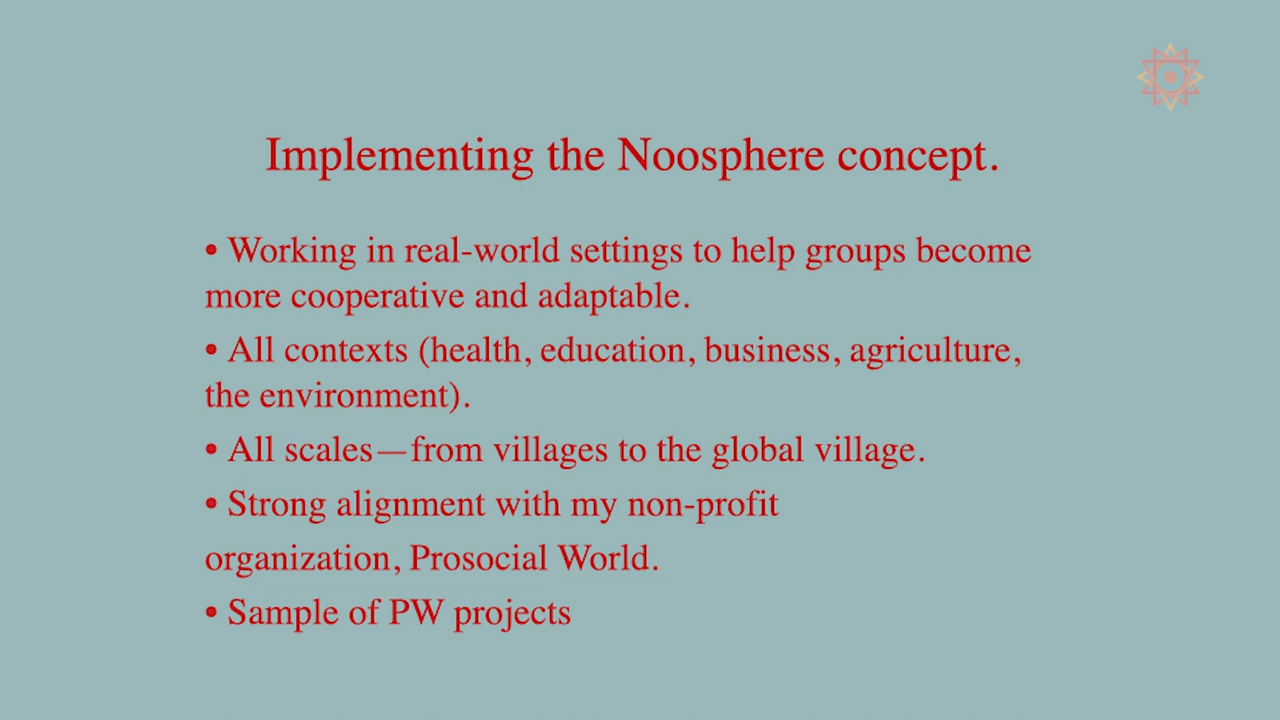 Implementing the Noosphere concept.
• Working in real-world settings to help groups become
more cooperative and adaptable.
• All contexts (health, education, business, agriculture,
the environment).
• All scales—from villages to the global village.
• Strong alignment with my non-profit
organization, Prosocial World.
• Sample of PW projects